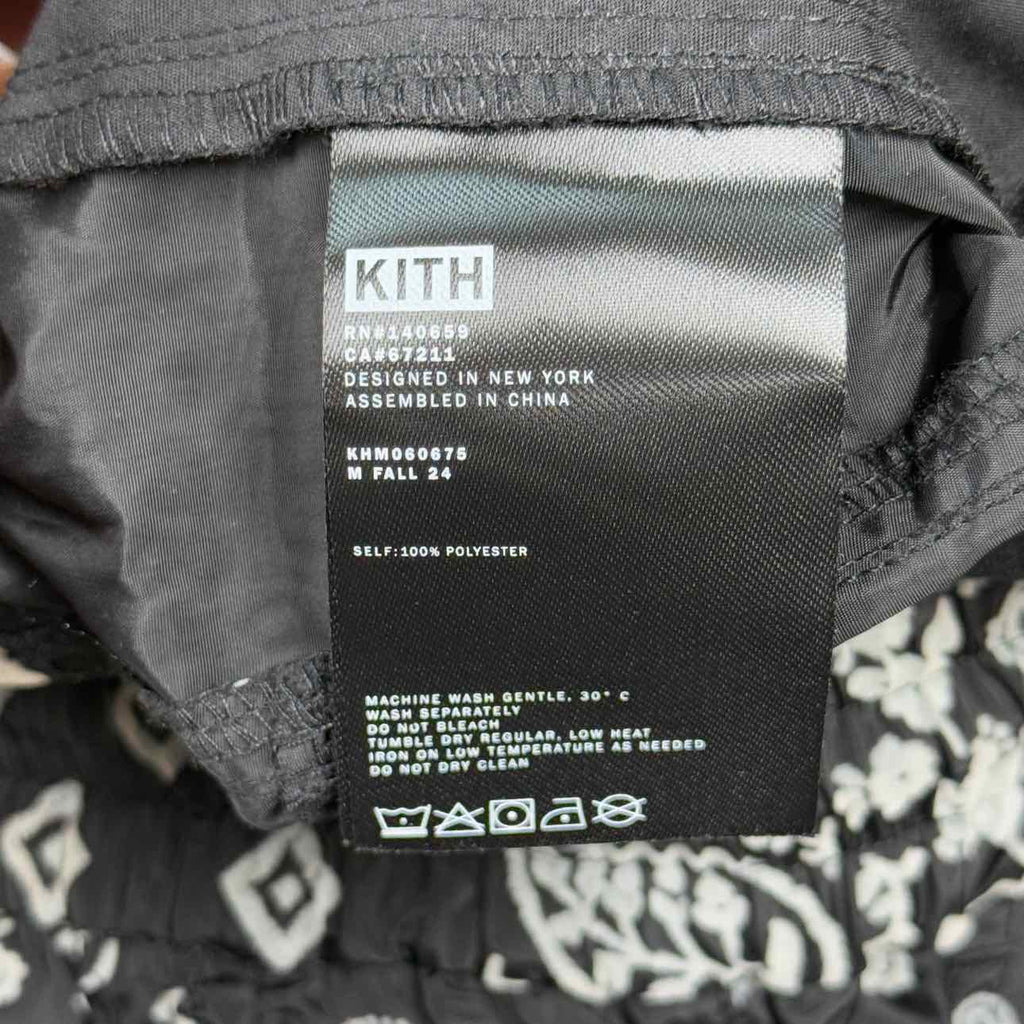 KITH
RN#140659
CA#67211
DESIGNED IN NEW YORK
ASSEMBLED IN CHINA
KHM060675
M FALL 24
SELF:100% POLYESTER
MACHINE WASH GENTLE, 30° C
WASH SEPARATELY
DO NOT BLEACH
TUMBLE DRY REGULAR, LOW HEAT
IRON ON LOW TEMPERATURE AS NEEDED
DO NOT DRY CLEAN